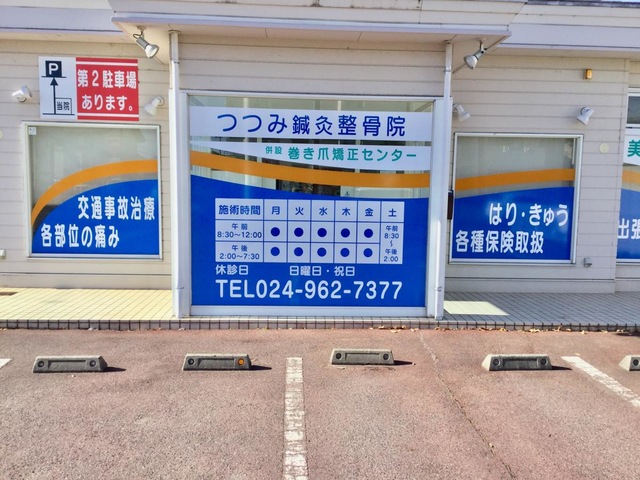 P
当院
第2駐車場
あります。
つつみ鍼灸整骨院
併設 巻き爪矯正センター
交通事故治療
各部位の痛み
施術時間 月 火 水 木 金 土
午前 8:30〜12:00 ● ● ● ● ● 午前 8:30 〜 午後 2:00
午後 2:00〜7:30 ● ● ● ● ●
休診日 日曜日・祝日
TEL024-962-7377
はり・きゅう
各種保険取扱
美
出張